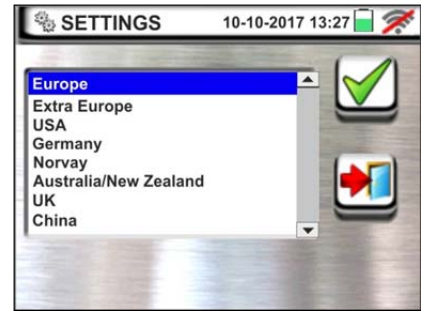 SETTINGS 10-10-2017 13:27
Europe
Extra Europe
USA
Germany
Norvay
Australia/New Zealand
UK
China